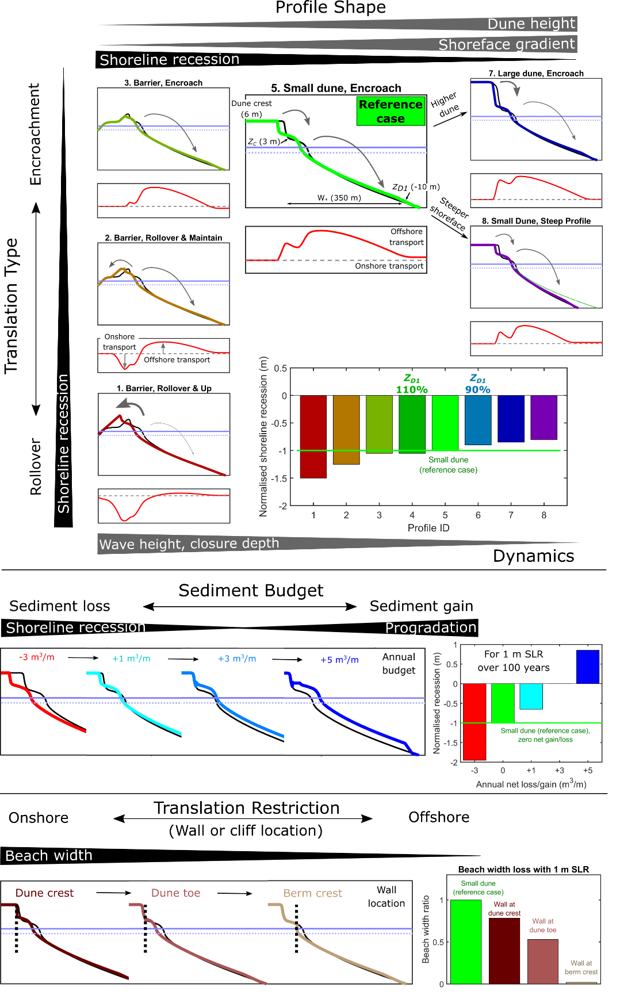 Profile Shape
Dune height
Shoreface gradient
Shoreline recession
Translation Type
Encroachment
Rollover
Shoreline recession
3. Barrier, Encroach
5. Small dune, Encroach
Reference
case
Dune crest
(6 m)
Z_C (3 m)
Z_D1 (-10 m)
W* (350 m)
Offshore
transport
Onshore transport
Higher
dune
Steeper
shoreface
7. Large dune, Encroach
8. Small Dune, Steep Profile
2. Barrier, Rollover & Maintain
Onshore
transport
Offshore transport
1. Barrier, Rollover & Up
Normalised shoreline recession (m)
0.5
0
-0.5
-1
-1.5
-2
Z_D1
110%
Z_D1
90%
Small dune
(reference case)
1 2 3 4 5 6 7 8
Profile ID
Wave height, closure depth
Dynamics
Sediment Budget
Sediment loss
Sediment gain
Shoreline recession
Progradation
-3 m³/m
+1 m³/m
+3 m³/m
+5 m³/m
Annual
budget
Normalised recession (m)
1
0.5
0
-0.5
-1
-1.5
-2
For 1 m SLR
over 100 years
Small dune (reference case),
zero net gain/loss
-3 0 +1 +3 +5
Annual net loss/gain (m³/m)
Translation Restriction
(Wall or cliff location)
Onshore
Offshore
Beach width
Dune crest
Dune toe
Berm crest
Wall
location
Beach width loss with 1 m SLR
Beach width ratio
1
0.5
0
Small dune
(reference case)
Wall at
dune crest
Wall at
dune toe
Wall at
berm crest